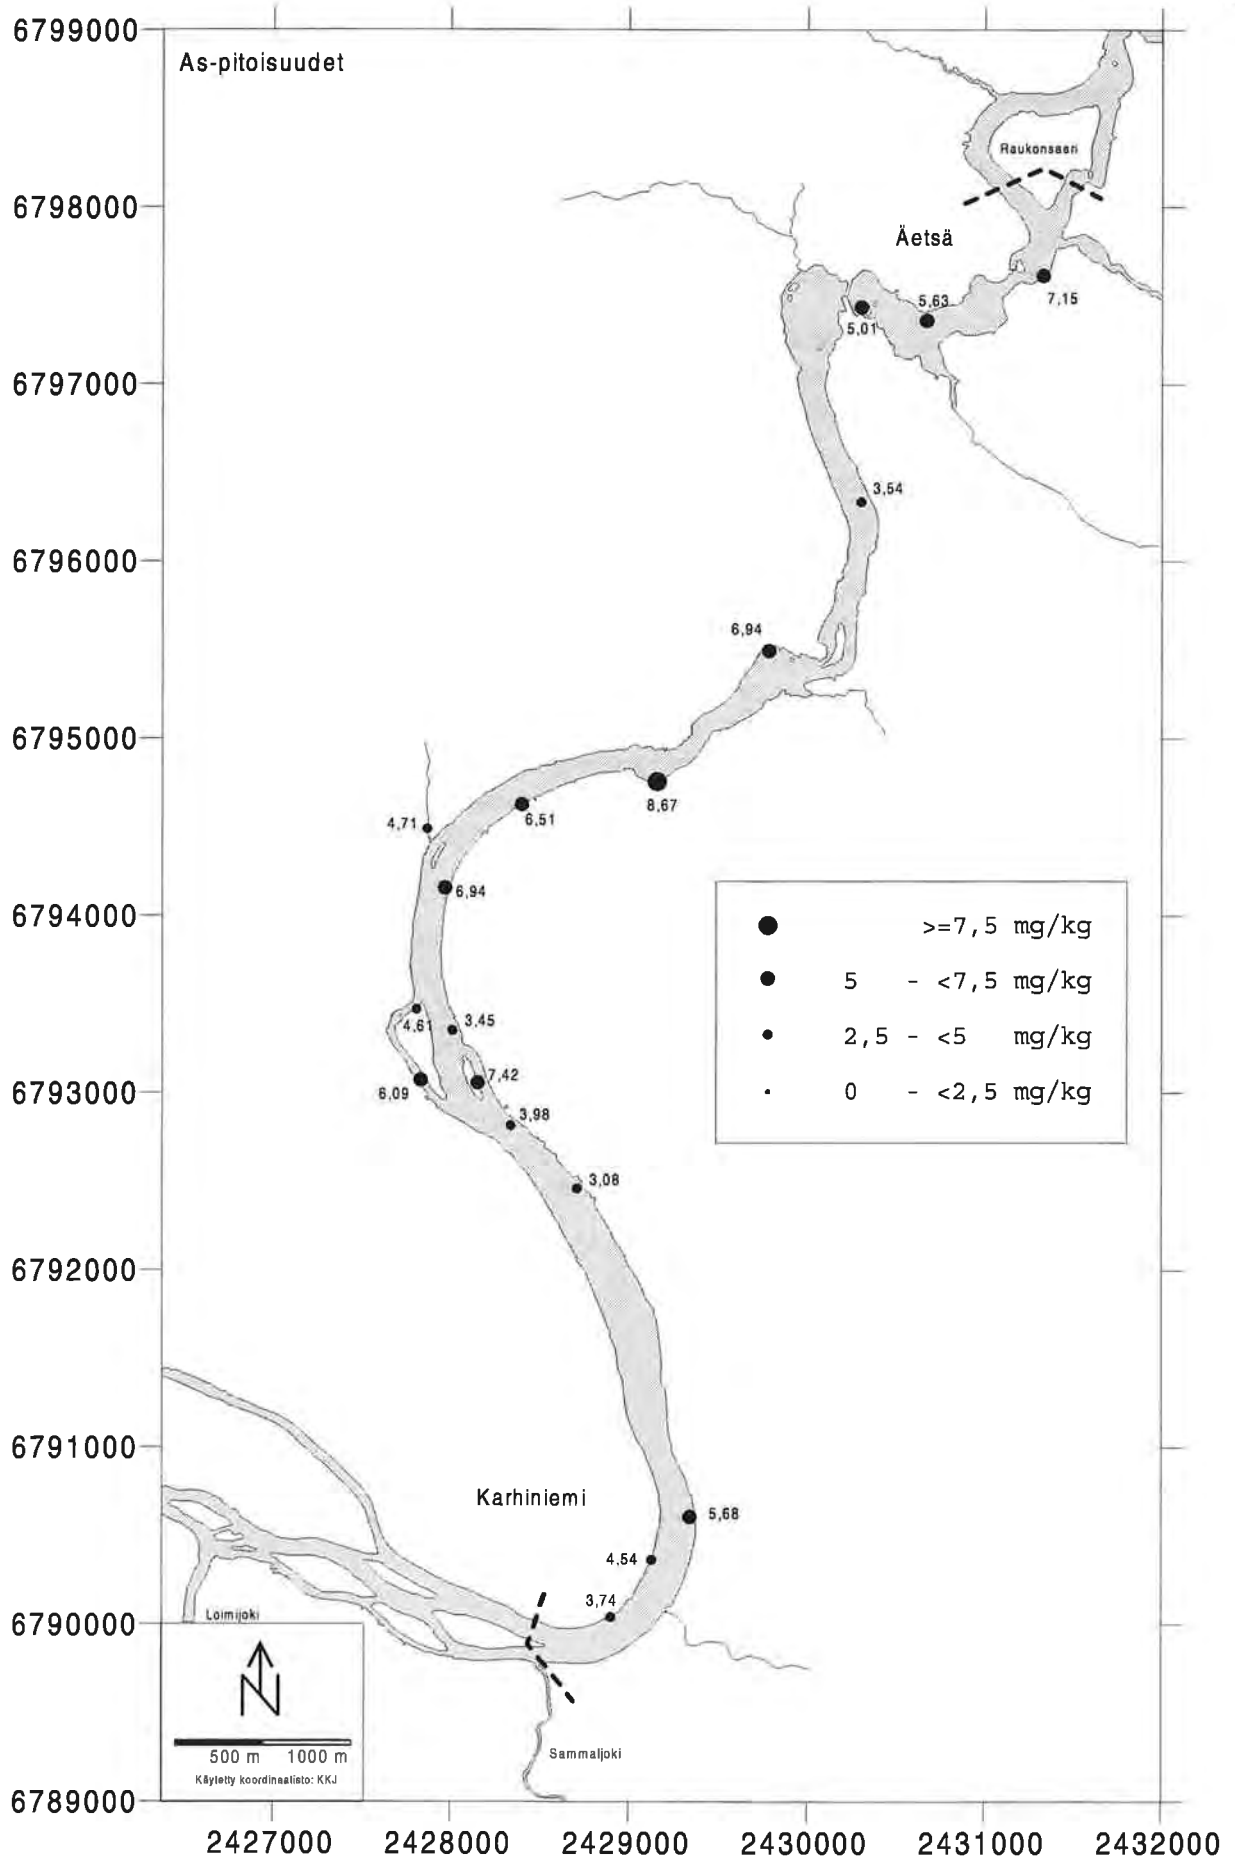 6799000
As-pitoisuudet
Raukonsaari
6798000
Äetsä
7,15
5,63
5,01
6797000
3,54
6796000
6,94
6795000
8,67
6,51
4,71
6,94
6794000
>=7,5 mg/kg
5 - <7,5 mg/kg
2,5 - <5 mg/kg
0 - <2,5 mg/kg
4,61
3,45
7,42
6,09
6793000
3,98
3,08
6792000
6791000
Karhiniemi
5,68
4,54
3,74
6790000
Loimijoki
N
500 m 1000 m
Käytetty koordinaatisto: KKJ
Sammaljoki
6789000
2427000 2428000 2429000 2430000 2431000 2432000